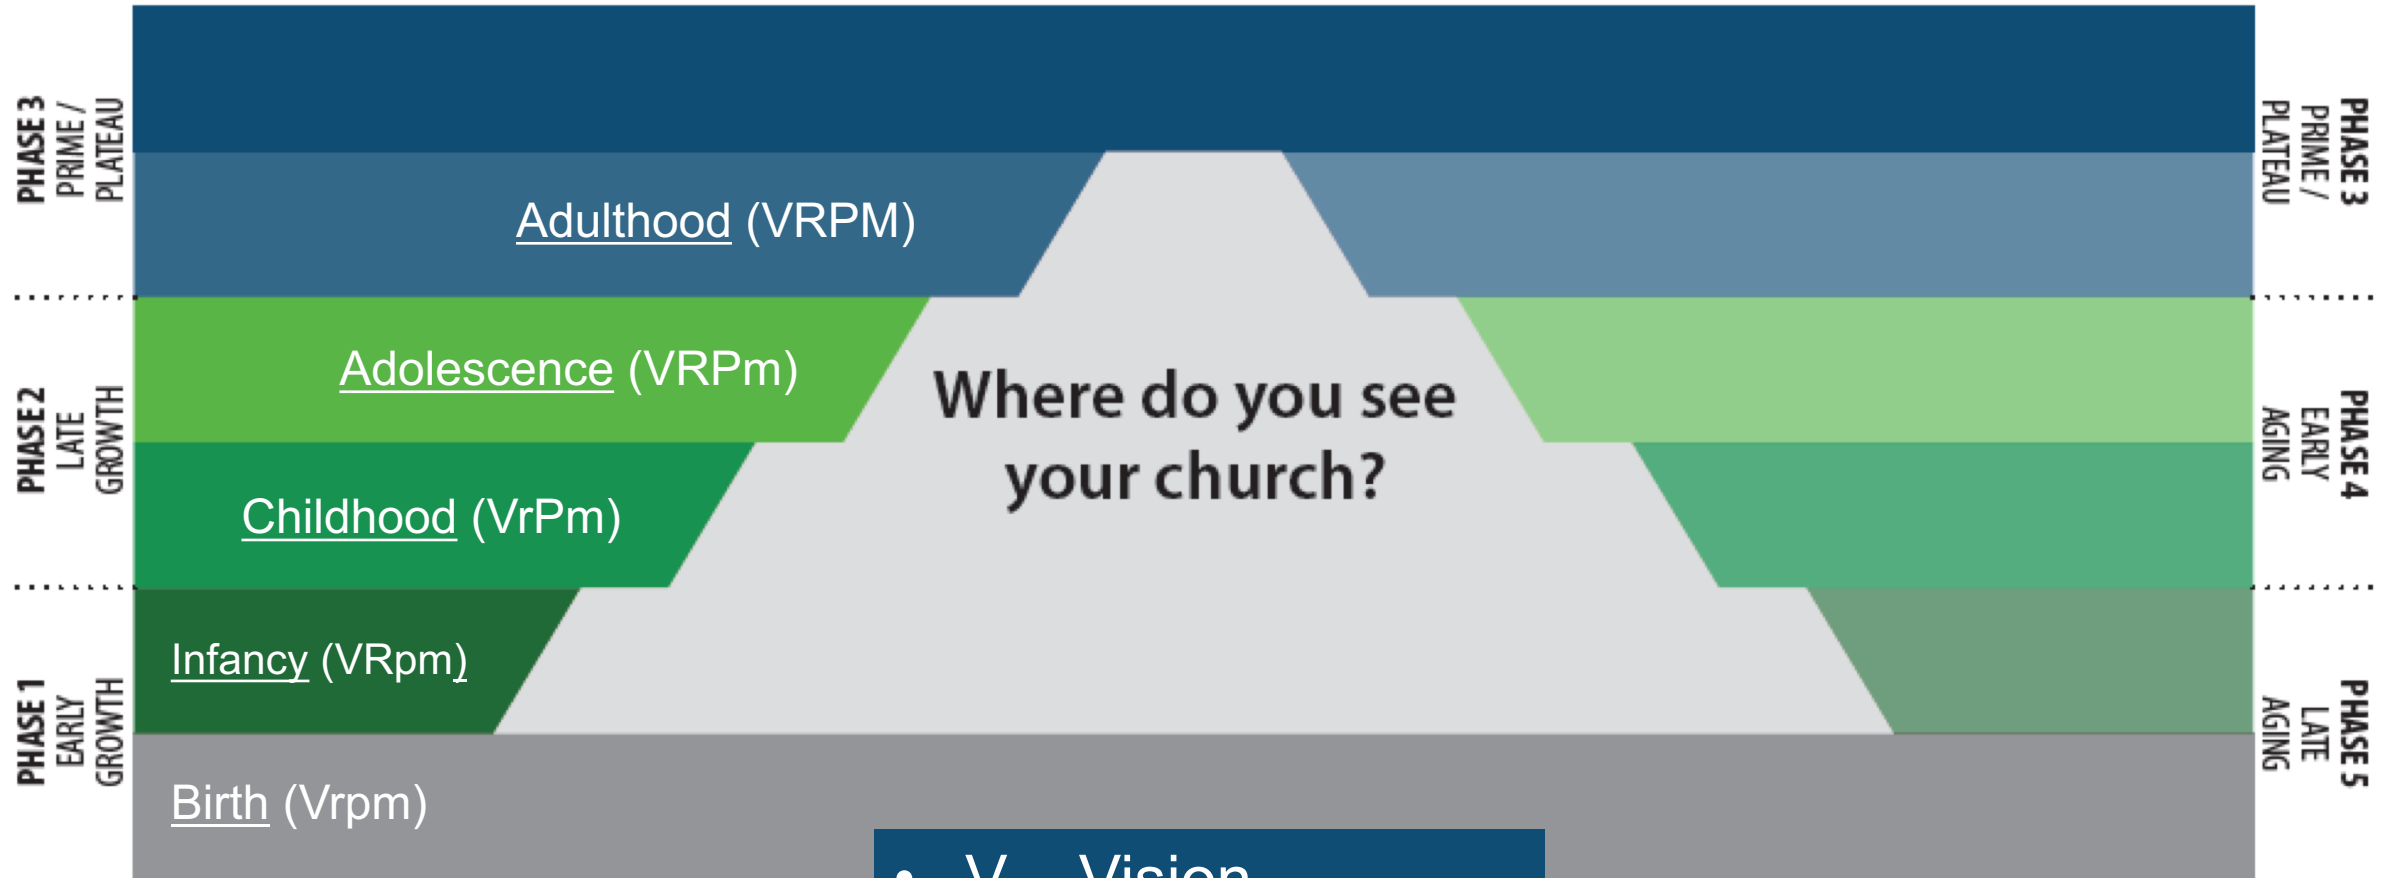 PHASE 3
PRIME /
PLATEAU
Adulthood (VRPM)
PHASE 3
PRIME /
PLATEAU
PHASE 2
LATE
GROWTH
Adolescence (VRPm)
Childhood (VrPm)
Where do you see
your church?
PHASE 4
EARLY
AGING
PHASE 1
EARLY
GROWTH
Infancy (VRpm)
Birth (Vrpm)
PHASE 5
LATE
AGING
• V – Vision